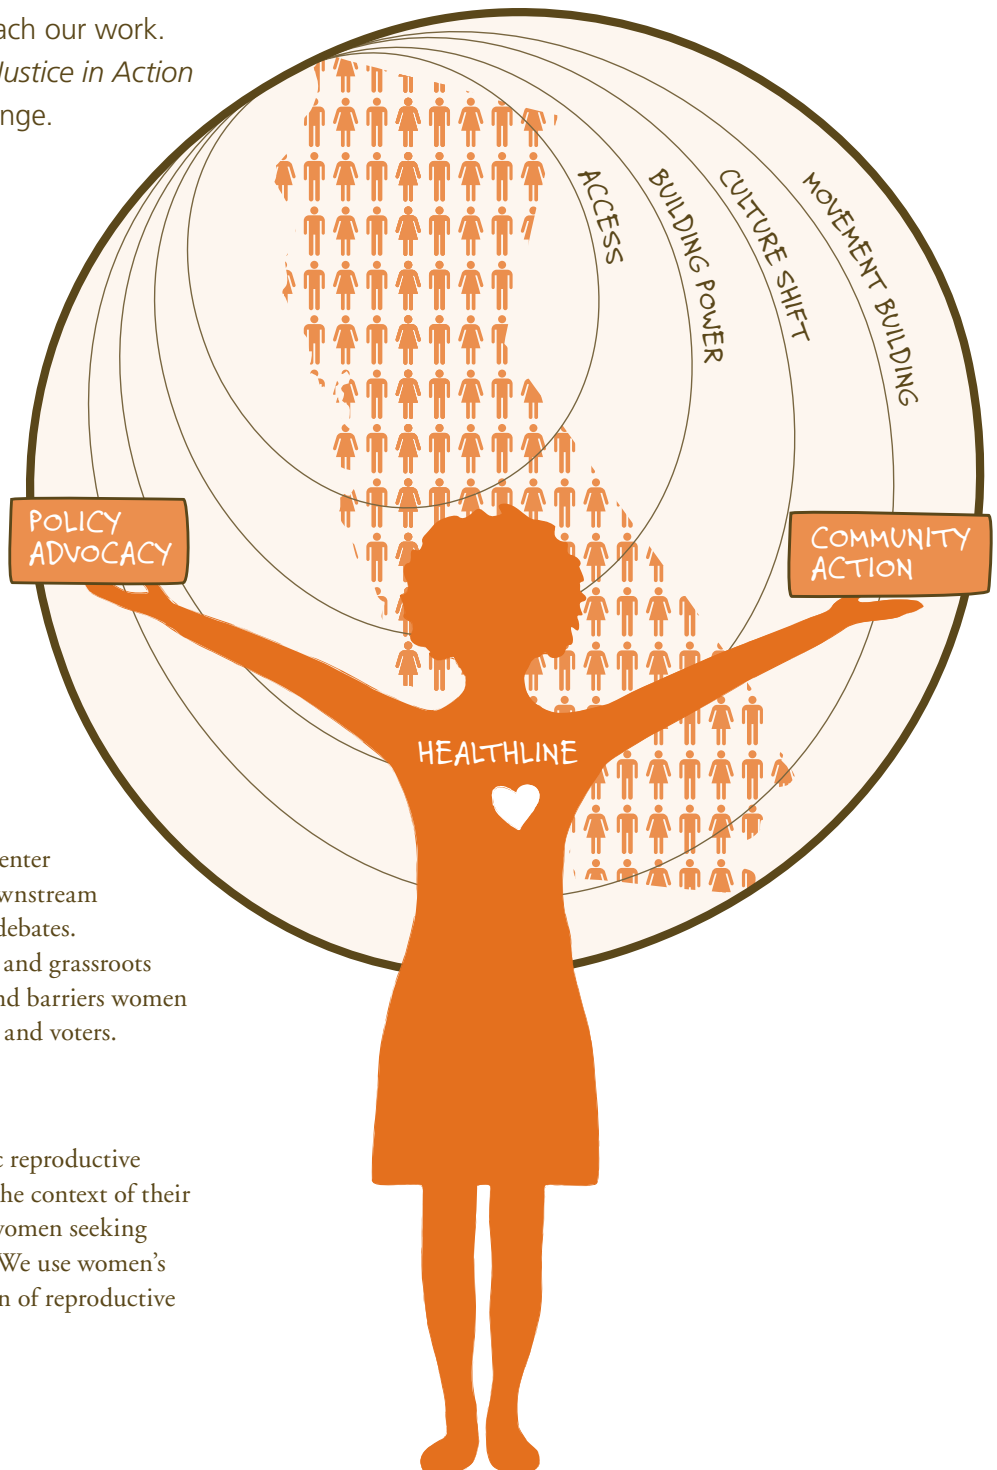 ach our work.
Justice in Action
nge.
ACCESS
BUILDING POWER
CULTURE SHIFT
MOVEMENT BUILDING
POLICY
ADVOCACY
COMMUNITY
ACTION
HEALTHLINE
enter
wnstream
debates.
and grassroots
nd barriers women
and voters.
c reproductive
he context of their
women seeking
We use women's
n of reproductive